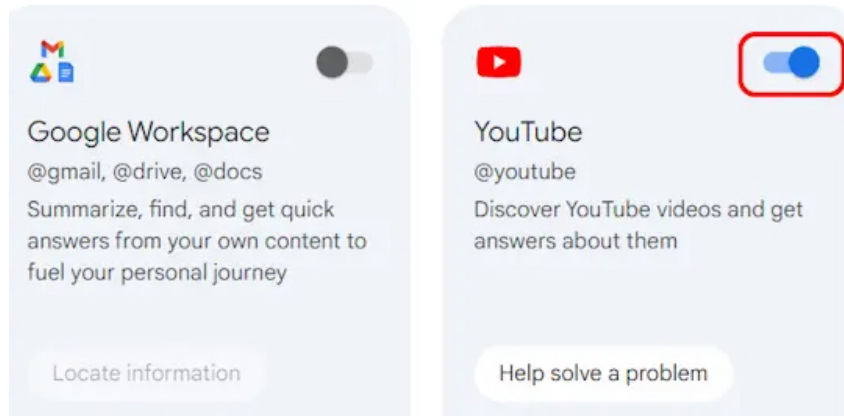 Google Workspace
@gmail, @drive, @docs
Summarize, find, and get quick
answers from your own content to
fuel your personal journey
Locate information
YouTube
@youtube
Discover YouTube videos and get
answers about them
Help solve a problem